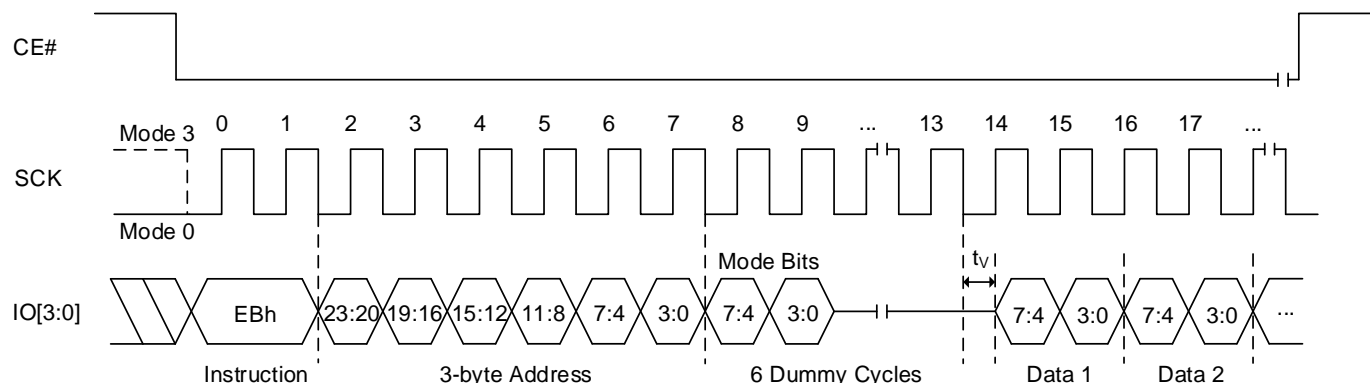 CE#
0 1 2 3 4 5 6 7 8 9 ... 13 14 15 16 17 ...
Mode 3
SCK
Mode 0
Mode Bits tV
IO[3:0] EBh 23:20 19:16 15:12 11:8 7:4 3:0 7:4 3:0 7:4 3:0 7:4 3:0 ...
Instruction 3-byte Address 6 Dummy Cycles Data 1 Data 2